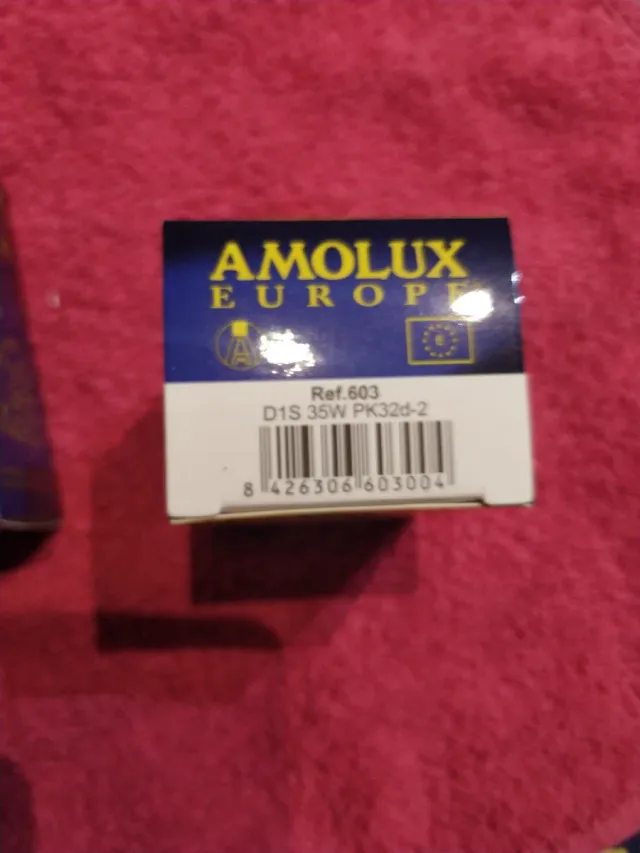 AMOLUX
EUROPE
Ref.603
D1S 35W PK32d-2
8 426306 603004